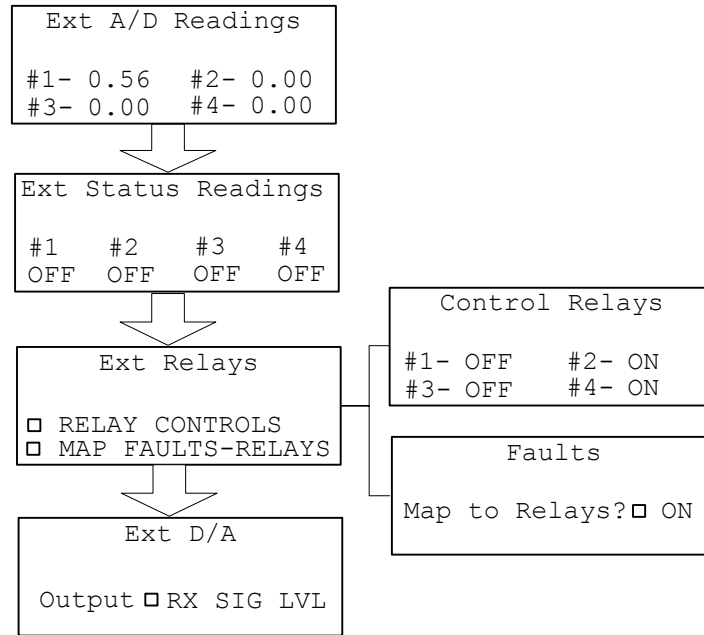 Ext A/D Readings
#1- 0.56 #2- 0.00
#3- 0.00 #4- 0.00
Ext Status Readings
#1 #2 #3 #4
OFF OFF OFF OFF
Ext Relays
□ RELAY CONTROLS
□ MAP FAULTS-RELAYS
Control Relays
#1- OFF #2- ON
#3- OFF #4- ON
Faults
Map to Relays?□ ON
Ext D/A
Output □ RX SIG LVL